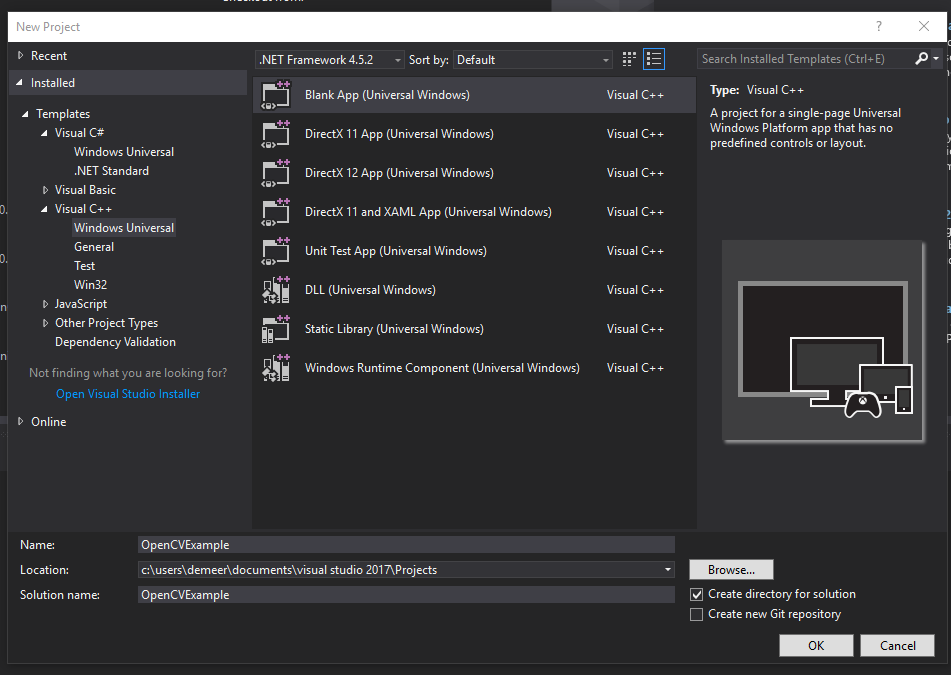 New Project
?
Recent
.NET Framework 4.5.2
Sort by: Default
Search Installed Templates (Ctrl+E)
Installed
Templates
Visual C#
Windows Universal
.NET Standard
Visual Basic
Visual C++
Windows Universal
General
Test
Win32
JavaScript
Other Project Types
Dependency Validation
Not finding what you are looking for?
Open Visual Studio Installer
Online
Blank App (Universal Windows) Visual C++
DirectX 11 App (Universal Windows) Visual C++
DirectX 12 App (Universal Windows) Visual C++
DirectX 11 and XAML App (Universal Windows) Visual C++
Unit Test App (Universal Windows) Visual C++
DLL (Universal Windows) Visual C++
Static Library (Universal Windows) Visual C++
Windows Runtime Component (Universal Windows) Visual C++
Type: Visual C++
A project for a single-page Universal
Windows Platform app that has no
predefined controls or layout.
Name: OpenCVExample
Location: c:\users\demeer\documents\visual studio 2017\Projects
Browse...
Solution name: OpenCVExample
Create directory for solution
Create new Git repository
OK
Cancel